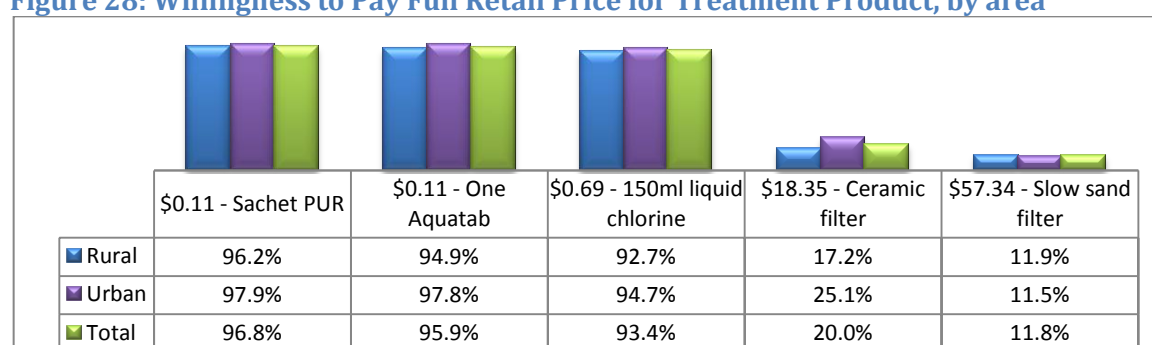 Figure 28: Willingness to Pay Full Retail Price for Treatment Product, by area
$0.11 - Sachet PUR
$0.11 - One
Aquatab
$0.69 - 150ml liquid
chlorine
$18.35 - Ceramic
filter
$57.34 - Slow sand
filter
Rural 96.2% 94.9% 92.7% 17.2% 11.9%
Urban 97.9% 97.8% 94.7% 25.1% 11.5%
Total 96.8% 95.9% 93.4% 20.0% 11.8%